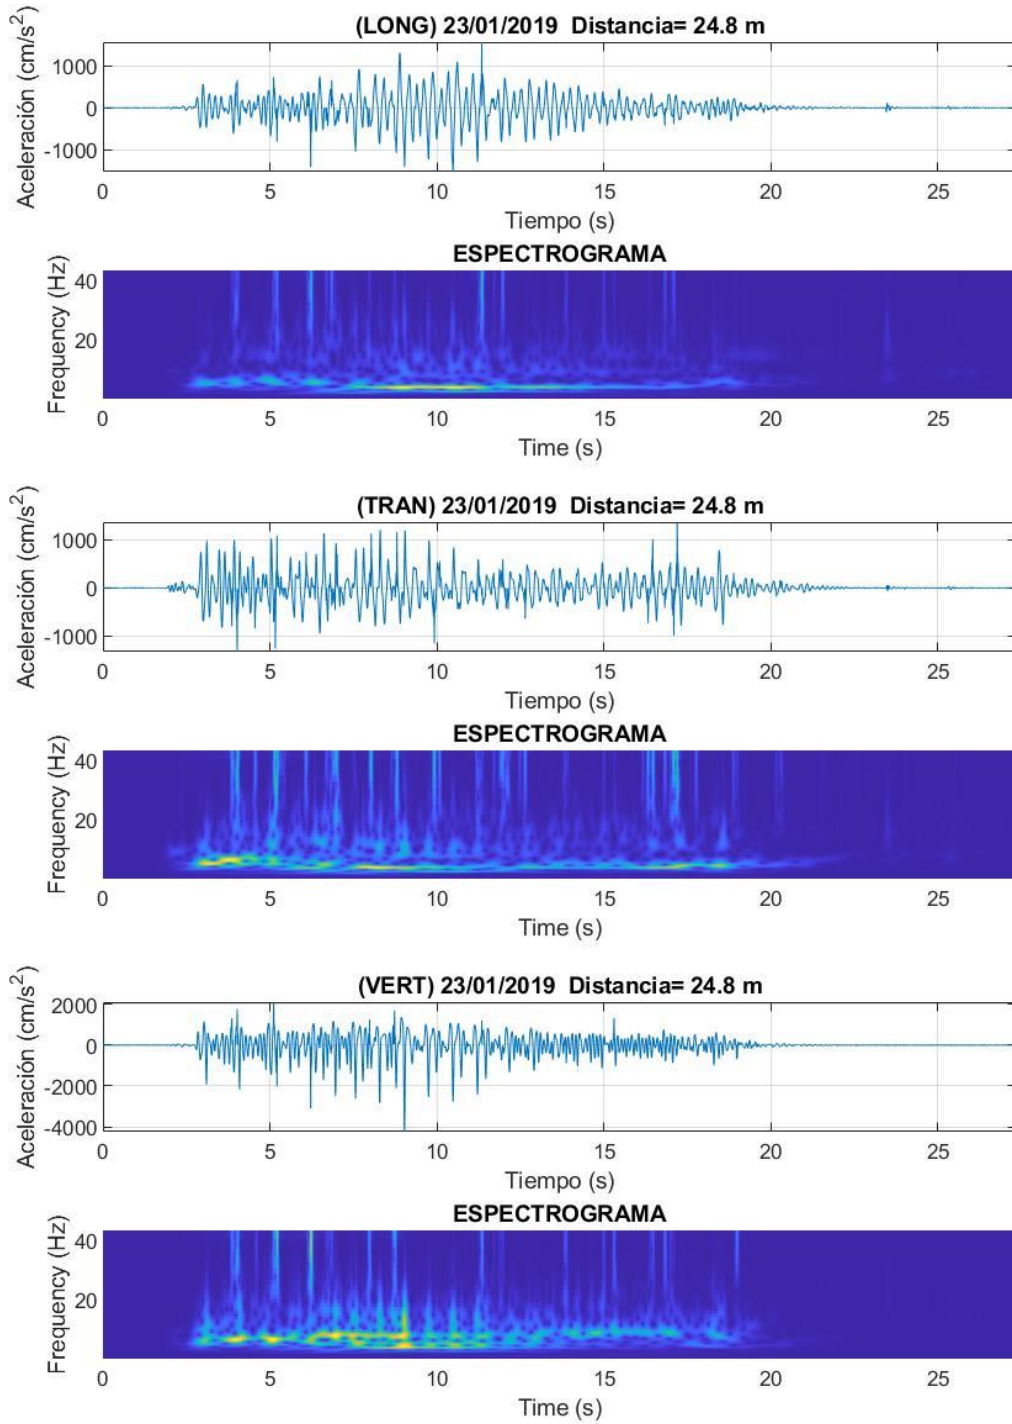 (LONG) 23/01/2019 Distancia= 24.8 m
Aceleración (cm/s²)
1000
0
-1000
0 5 10 15 20 25
Tiempo (s)
ESPECTROGRAMA
Frequency (Hz)
40
20
0 5 10 15 20 25
Time (s)
(TRAN) 23/01/2019 Distancia= 24.8 m
Aceleración (cm/s²)
1000
0
-1000
0 5 10 15 20 25
Tiempo (s)
ESPECTROGRAMA
Frequency (Hz)
40
20
0 5 10 15 20 25
Time (s)
(VERT) 23/01/2019 Distancia= 24.8 m
Aceleración (cm/s²)
2000
0
-2000
-4000
0 5 10 15 20 25
Tiempo (s)
ESPECTROGRAMA
Frequency (Hz)
40
20
0 5 10 15 20 25
Time (s)